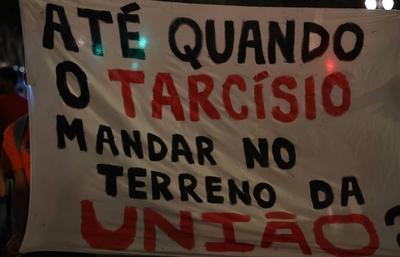 ATÉ QUANDO
O TARCÍSIO
MANDAR NO
TERRENO DA
UNIÃO?